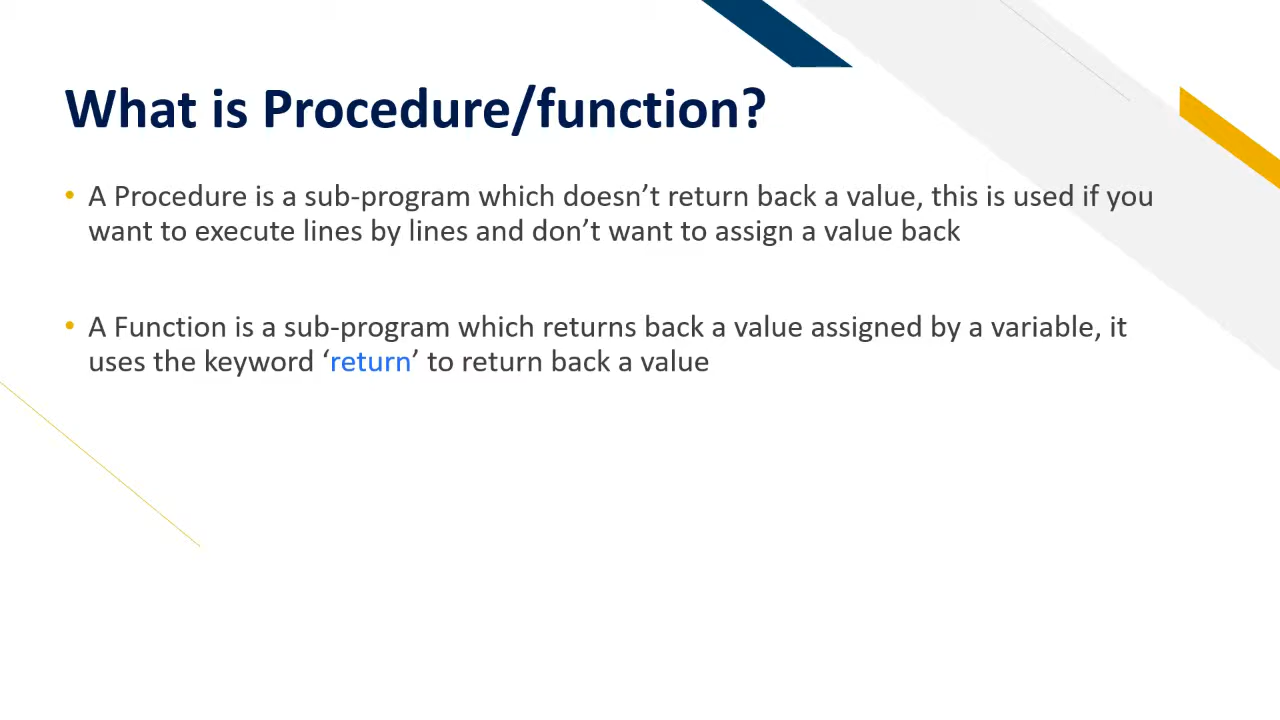 What is Procedure/function?
• A Procedure is a sub-program which doesn’t return back a value, this is used if you
want to execute lines by lines and don’t want to assign a value back
• A Function is a sub-program which returns back a value assigned by a variable, it
uses the keyword ‘return’ to return back a value